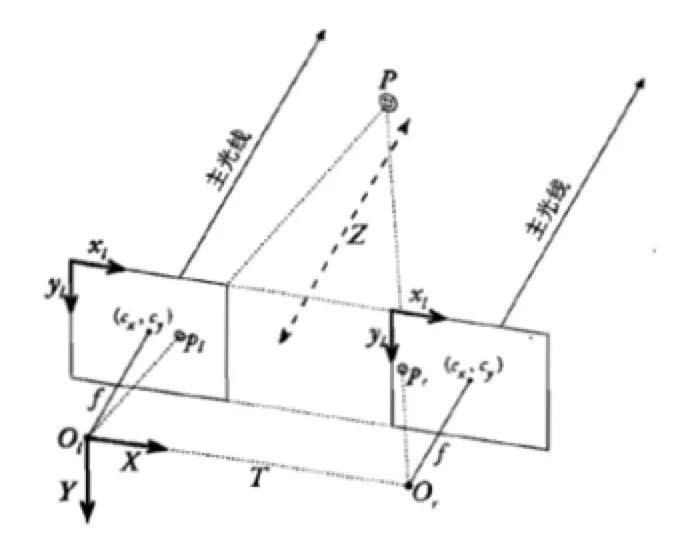 P
主光线
主光线
Z
x_l
y_l
(c_x, c_y)
p_l
x_l
y_l
p_r
(c_x, c_y)
f
f
O_l
X
T
O_r
Y